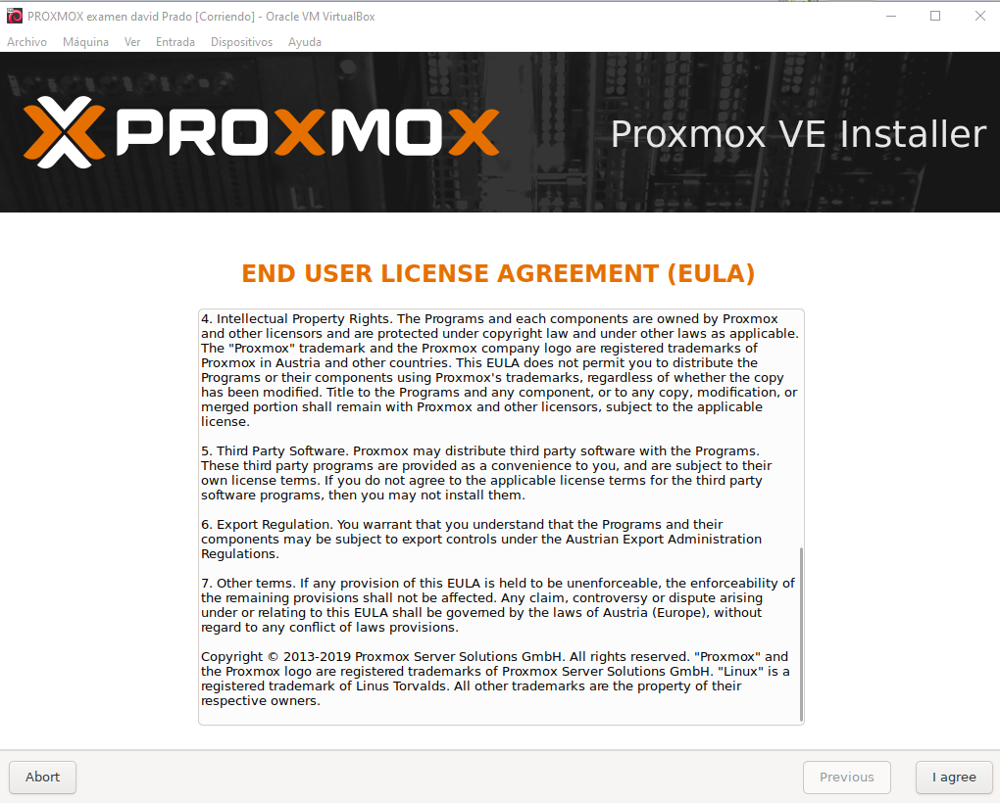 PROXMOX examen david Prado [Corriendo] - Oracle VM VirtualBox
Archivo Máquina Ver Entrada Dispositivos Ayuda
PROXMOX
Proxmox VE Installer
END USER LICENSE AGREEMENT (EULA)
4. Intellectual Property Rights. The Programs and each components are owned by Proxmox
and other licensors and are protected under copyright law and under other laws as applicable.
The "Proxmox" trademark and the Proxmox company logo are registered trademarks of
Proxmox in Austria and other countries. This EULA does not permit you to distribute the
Programs or their components using Proxmox's trademarks, regardless of whether the copy
has been modified. Title to the Programs and any component, or to any copy, modification, or
merged portion shall remain with Proxmox and other licensors, subject to the applicable
license.
5. Third Party Software. Proxmox may distribute third party software with the Programs.
These third party programs are provided as a convenience to you, and are subject to their
own license terms. If you do not agree to the applicable license terms for the third party
software programs, then you may not install them.
6. Export Regulation. You warrant that you understand that the Programs and their
components may be subject to export controls under the Austrian Export Administration
Regulations.
7. Other terms. If any provision of this EULA is held to be unenforceable, the enforceability of
the remaining provisions shall not be affected. Any claim, controversy or dispute arising
under or relating to this EULA shall be governed by the laws of Austria (Europe), without
regard to any conflict of laws provisions.
Copyright © 2013-2019 Proxmox Server Solutions GmbH. All rights reserved. "Proxmox" and
the Proxmox logo are registered trademarks of Proxmox Server Solutions GmbH. "Linux" is a
registered trademark of Linus Torvalds. All other trademarks are the property of their
respective owners.
Abort Previous I agree